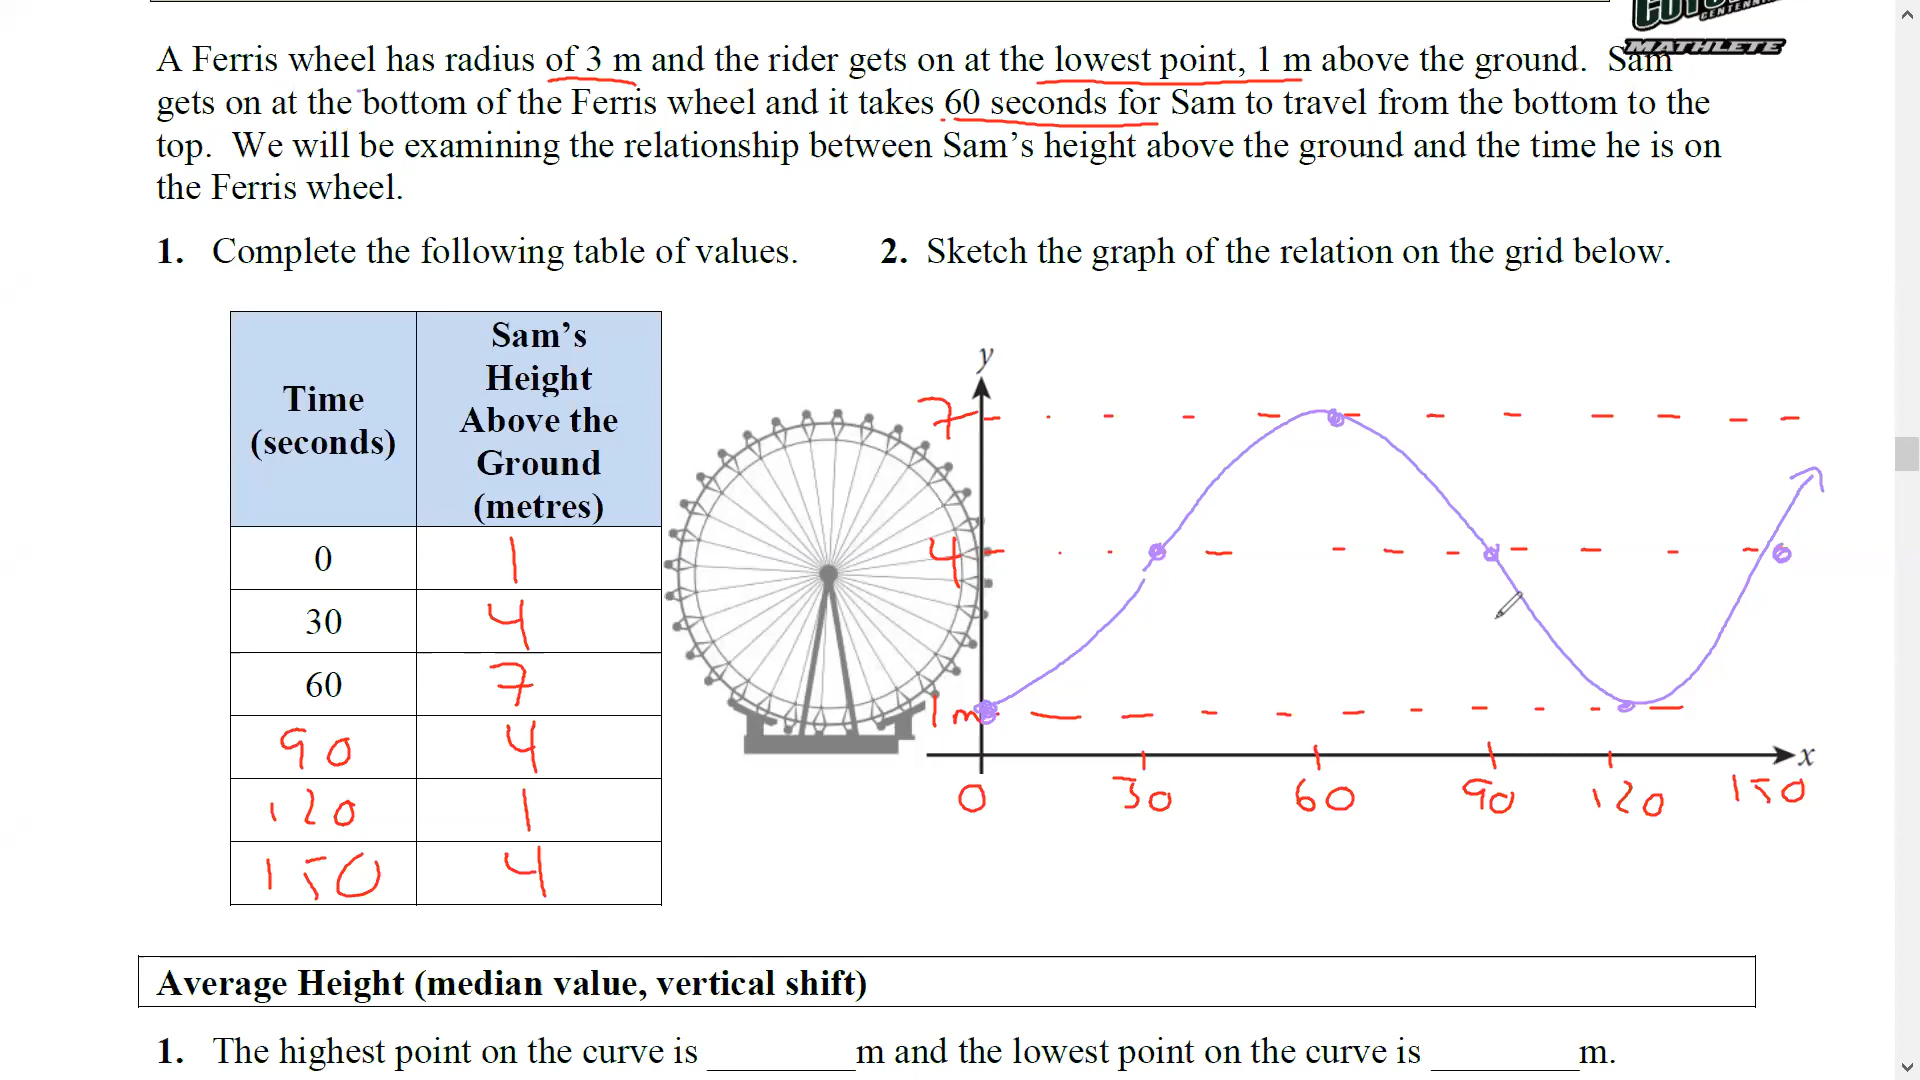 CENTENNIAL
MATHLETE
A Ferris wheel has radius of 3 m and the rider gets on at the lowest point, 1 m above the ground. Sam
gets on at the bottom of the Ferris wheel and it takes 60 seconds for Sam to travel from the bottom to the
top. We will be examining the relationship between Sam's height above the ground and the time he is on
the Ferris wheel.
1. Complete the following table of values.
2. Sketch the graph of the relation on the grid below.
Time
(seconds)
Sam's
Height
Above the
Ground
(metres)
0 1
30 4
60 7
90 4
120 1
150 4
y
7
4
1m
x
0 30 60 90 120 150
Average Height (median value, vertical shift)
1. The highest point on the curve is ________m and the lowest point on the curve is ________m.